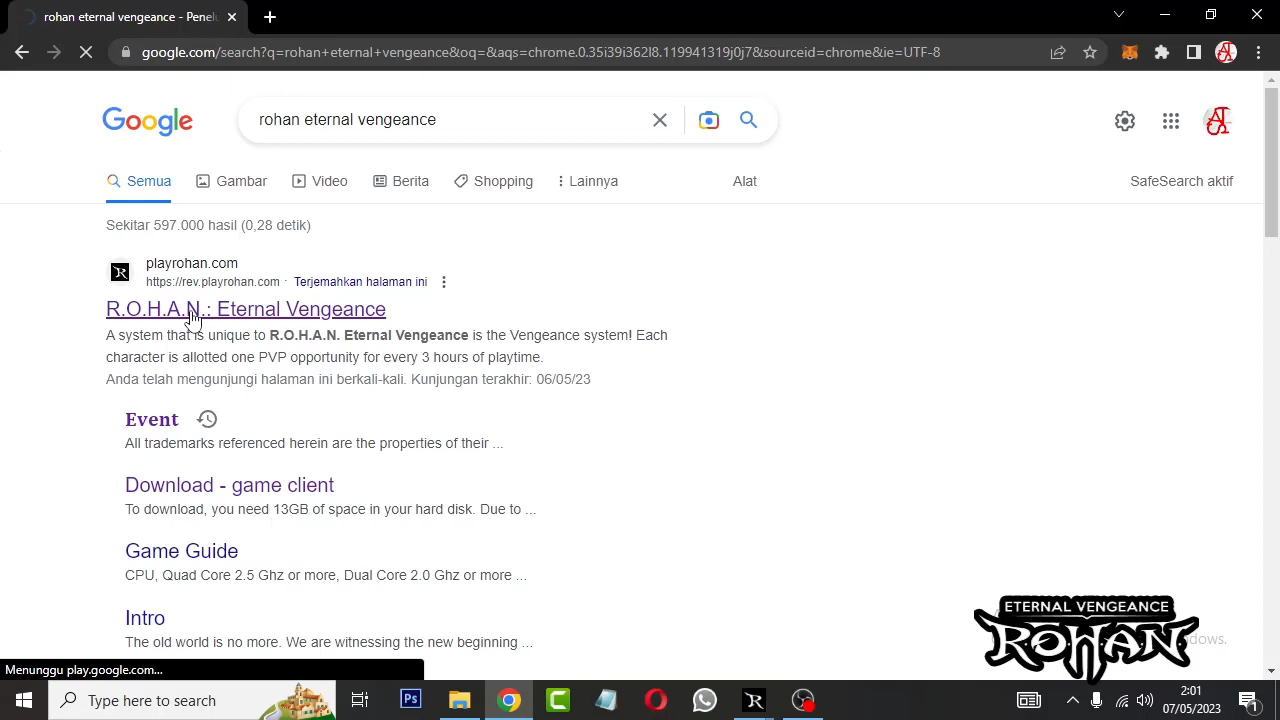 rohan eternal vengeance - Penelu
google.com/search?q=rohan+eternal+vengeance&oq=&aqs=chrome.0.35i39i362l8.119941319j0j7&sourceid=chrome&ie=UTF-8
Google
rohan eternal vengeance
Semua Gambar Video Berita Shopping Lainnya Alat SafeSearch aktif
Sekitar 597.000 hasil (0,28 detik)
playrohan.com
https://rev.playrohan.com · Terjemahkan halaman ini
R.O.H.A.N.: Eternal Vengeance
A system that is unique to R.O.H.A.N. Eternal Vengeance is the Vengeance system! Each
character is allotted one PVP opportunity for every 3 hours of playtime.
Anda telah mengunjungi halaman ini berkali-kali. Kunjungan terakhir: 06/05/23
Event
All trademarks referenced herein are the properties of their ...
Download - game client
To download, you need 13GB of space in your hard disk. Due to ...
Game Guide
CPU, Quad Core 2.5 Ghz or more, Dual Core 2.0 Ghz or more ...
Intro
The old world is no more. We are witnessing the new beginning ...
ETERNAL VENGEANCE
ROHAN
dows.
Menunggu play.google.com...
Type here to search
Ps
2:01
07/05/2023
1